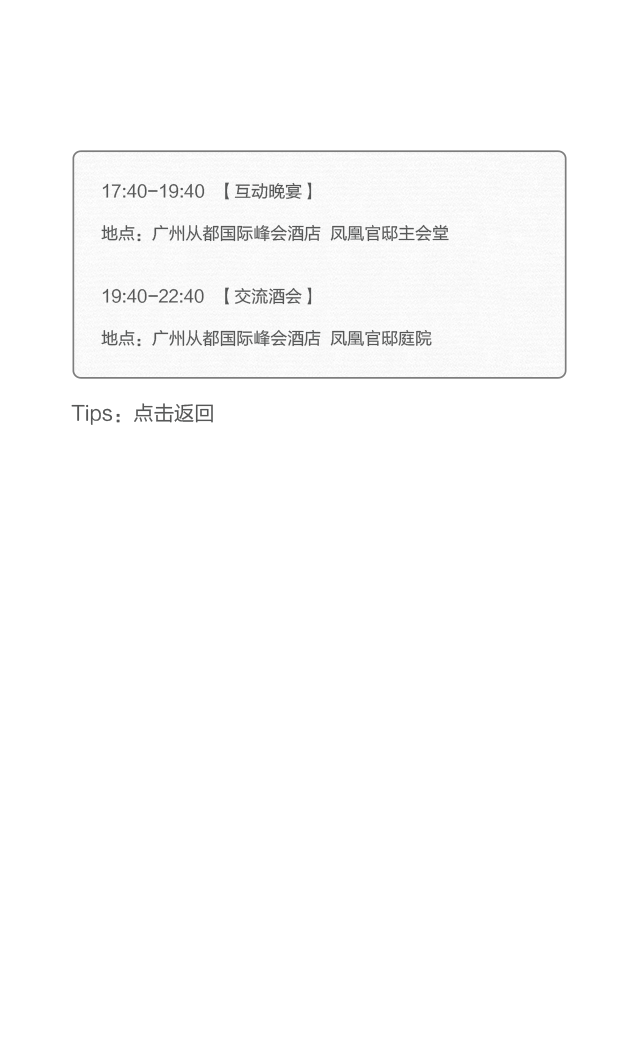 17:40-19:40 【互动晚宴】
地点：广州从都国际峰会酒店 凤凰官邸主会堂
19:40-22:40 【交流酒会】
地点：广州从都国际峰会酒店 凤凰官邸庭院
Tips：点击返回